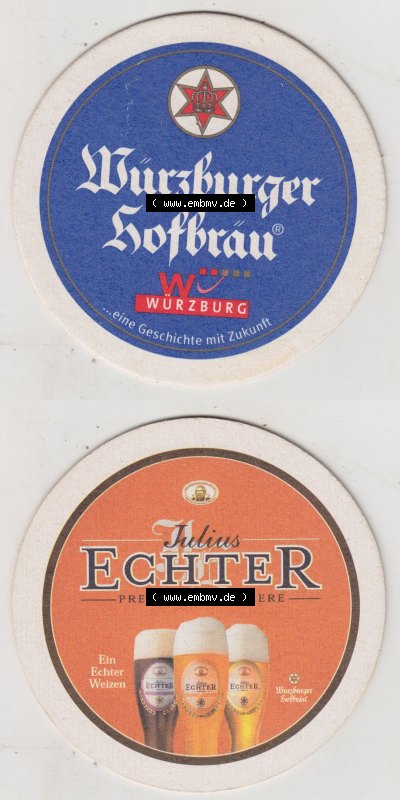 Würzburger
( www.embmv.de )
Hofbräu®
W
WÜRZBURG
...eine Geschichte mit Zukunft
Julius
ECHTER
( www.embmv.de )
Ein
Echter
Weizen
ECHTER
ECHTER
ECHTER
Würzburger
Hofbräu